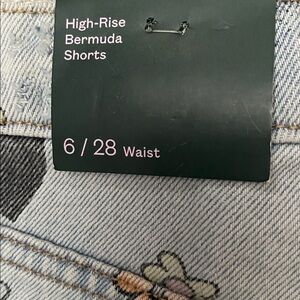 High-Rise
Bermuda
Shorts
6 / 28 Waist